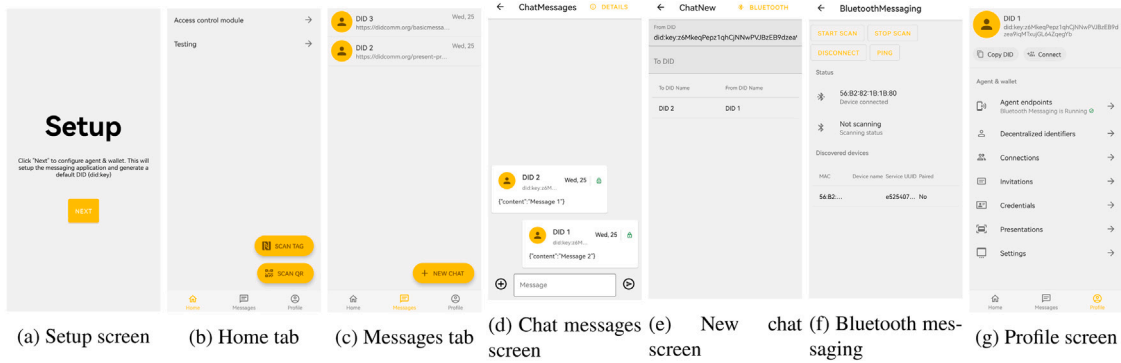 Setup
Click "Next" to configure agent & wallet. This will
setup the messaging application and generate a
default DID (did:key)
NEXT
(a) Setup screen
Access control module
Testing
SCAN TAG
SCAN QR
Home
Messages
Profile
(b) Home tab
DID 3
Wed, 25
https://didcomm.org/basicmesse...
DID 2
Wed, 25
https://didcomm.org/present-pr...
+ NEW CHAT
Home
Messages
Profile
(c) Messages tab
ChatMessages
DETAILS
DID 2
Wed, 25
did:key:z6M...
{"content":"Message 1"}
DID 1
Wed, 25
did:key:z6M...
{"content":"Message 2"}
Message
(d) Chat messages
screen
ChatNew
BLUETOOTH
From DID
To DID
To DID Name
From DID Name
DID 2
DID 1
(e) New chat
screen
BluetoothMessaging
START SCAN
STOP SCAN
DISCONNECT
PING
Status
56:B2:82:1B:1B:80
Device connected
Not scanning
Scanning status
Discovered devices
MAC
Device name
Service UUID
Paired
56:B2:...
e525407...
No
(f) Bluetooth mes-
saging
DID 1
Copy DID
Connect
Agent & wallet
Agent endpoints
Bluetooth Messaging is Running
Decentralized identifiers
Connections
Invitations
Credentials
Presentations
Settings
Home
Messages
Profile
(g) Profile screen